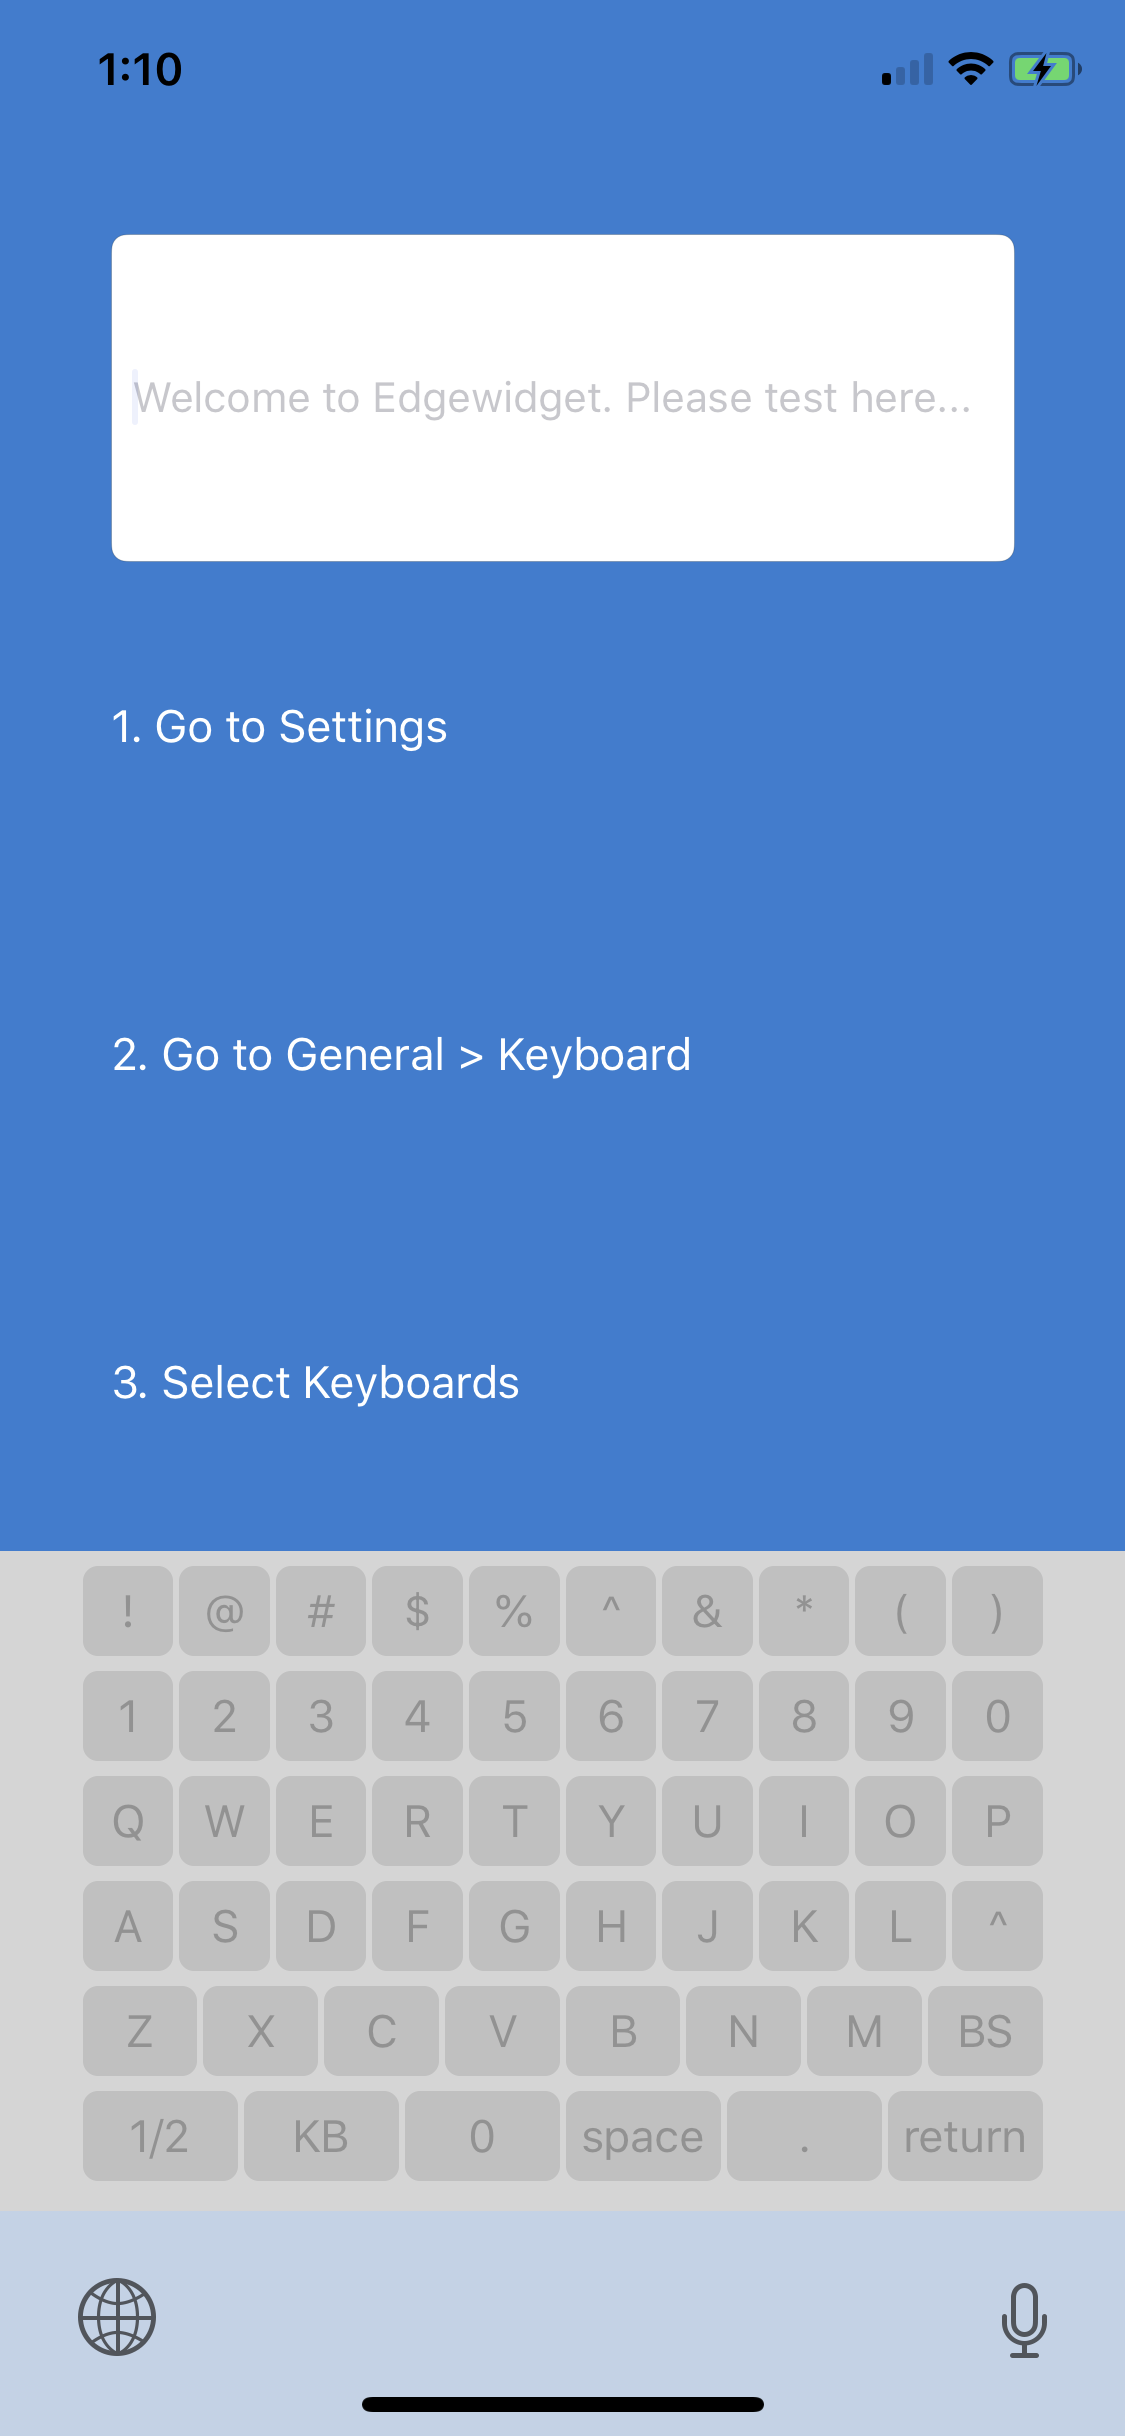 1:10
Welcome to Edgewidget. Please test here...
1. Go to Settings
2. Go to General > Keyboard
3. Select Keyboards
! @ # $ % ^ & * ( )
1 2 3 4 5 6 7 8 9 0
Q W E R T Y U I O P
A S D F G H J K L ^
Z X C V B N M BS
1/2 KB 0 space . return